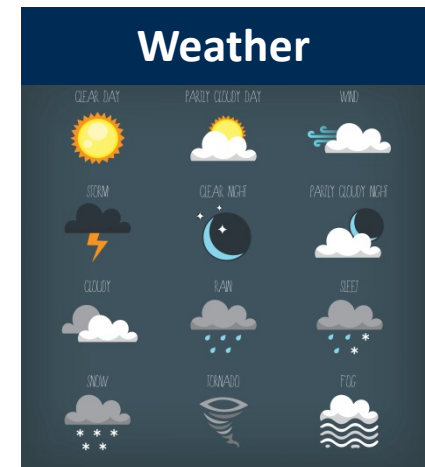 Weather
CLEAR DAY PARTLY CLOUDY DAY WIND
STORM CLEAR NIGHT PARTLY CLOUDY NIGHT
CLOUDY RAIN SLEET
SNOW TORNADO FOG